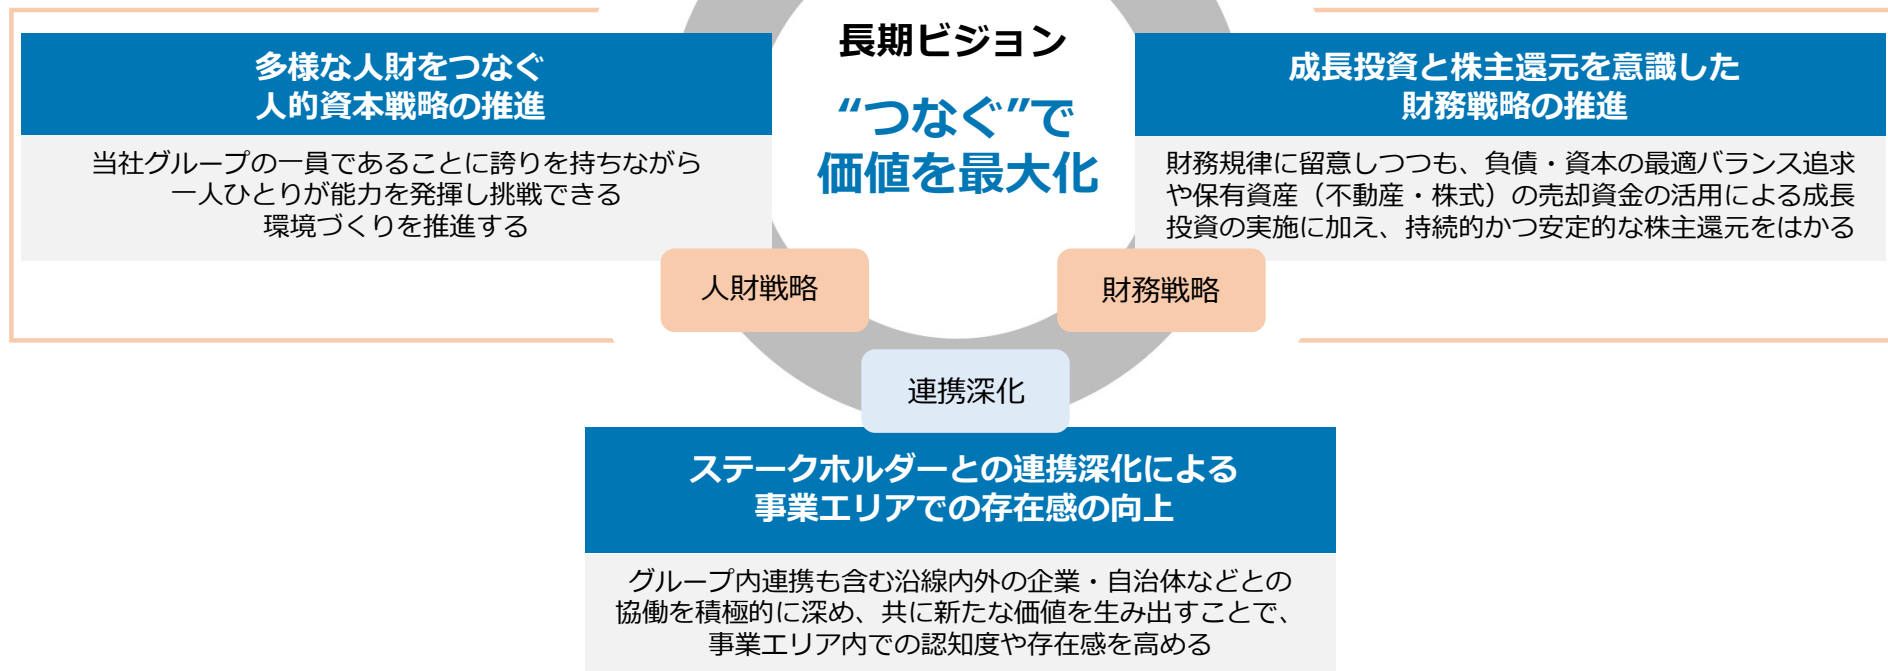 長期ビジョン
“つなぐ”で
価値を最大化
多様な人財をつなぐ
人的資本戦略の推進
当社グループの一員であることに誇りを持ちながら
一人ひとりが能力を発揮し挑戦できる
環境づくりを推進する
人財戦略
成長投資と株主還元を意識した
財務戦略の推進
財務規律に留意しつつも、負債・資本の最適バランス追求
や保有資産（不動産・株式）の売却資金の活用による成長
投資の実施に加え、持続的かつ安定的な株主還元をはかる
財務戦略
連携深化
ステークホルダーとの連携深化による
事業エリアでの存在感の向上
グループ内連携も含む沿線内外の企業・自治体などとの
協働を積極的に深め、共に新たな価値を生み出すことで、
事業エリア内での認知度や存在感を高める